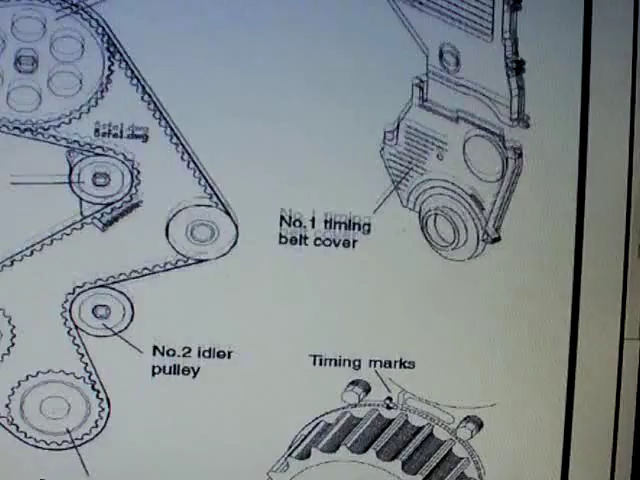 No.1 timing
belt cover
No.2 idler
pulley
Timing marks